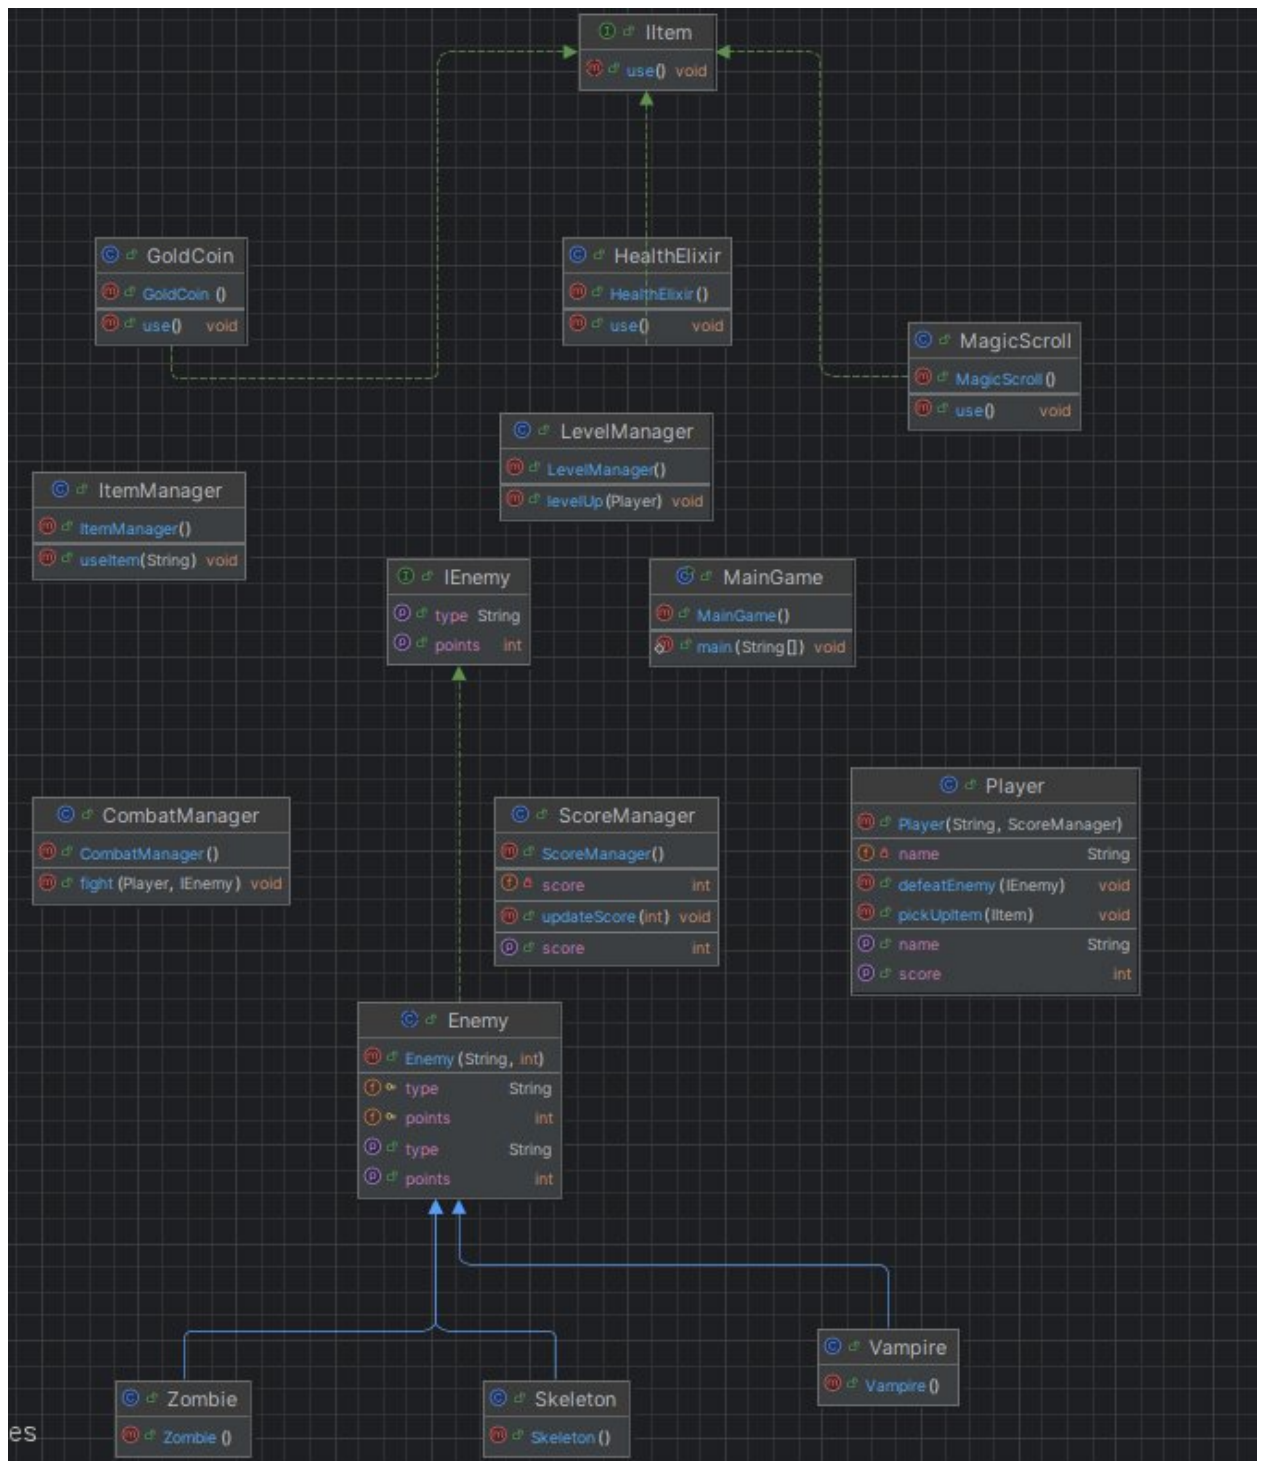 IItem
use() void
GoldCoin
GoldCoin ()
use() void
HealthElixir
HealthElixir()
use() void
MagicScroll
MagicScroll()
use() void
LevelManager
LevelManager()
levelUp(Player) void
ItemManager
ItemManager()
useItem(String) void
IEnemy
type String
points int
MainGame
MainGame()
main(String[]) void
CombatManager
CombatManager()
fight(Player, IEnemy) void
ScoreManager
ScoreManager()
score int
updateScore(int) void
score int
Player
Player(String, ScoreManager)
name String
defeatEnemy(IEnemy) void
pickUpItem(IItem) void
name String
score int
Enemy
Enemy(String, int)
type String
points int
type String
points int
Vampire
Vampire()
Zombie
Zombie ()
Skeleton
Skeleton()
es